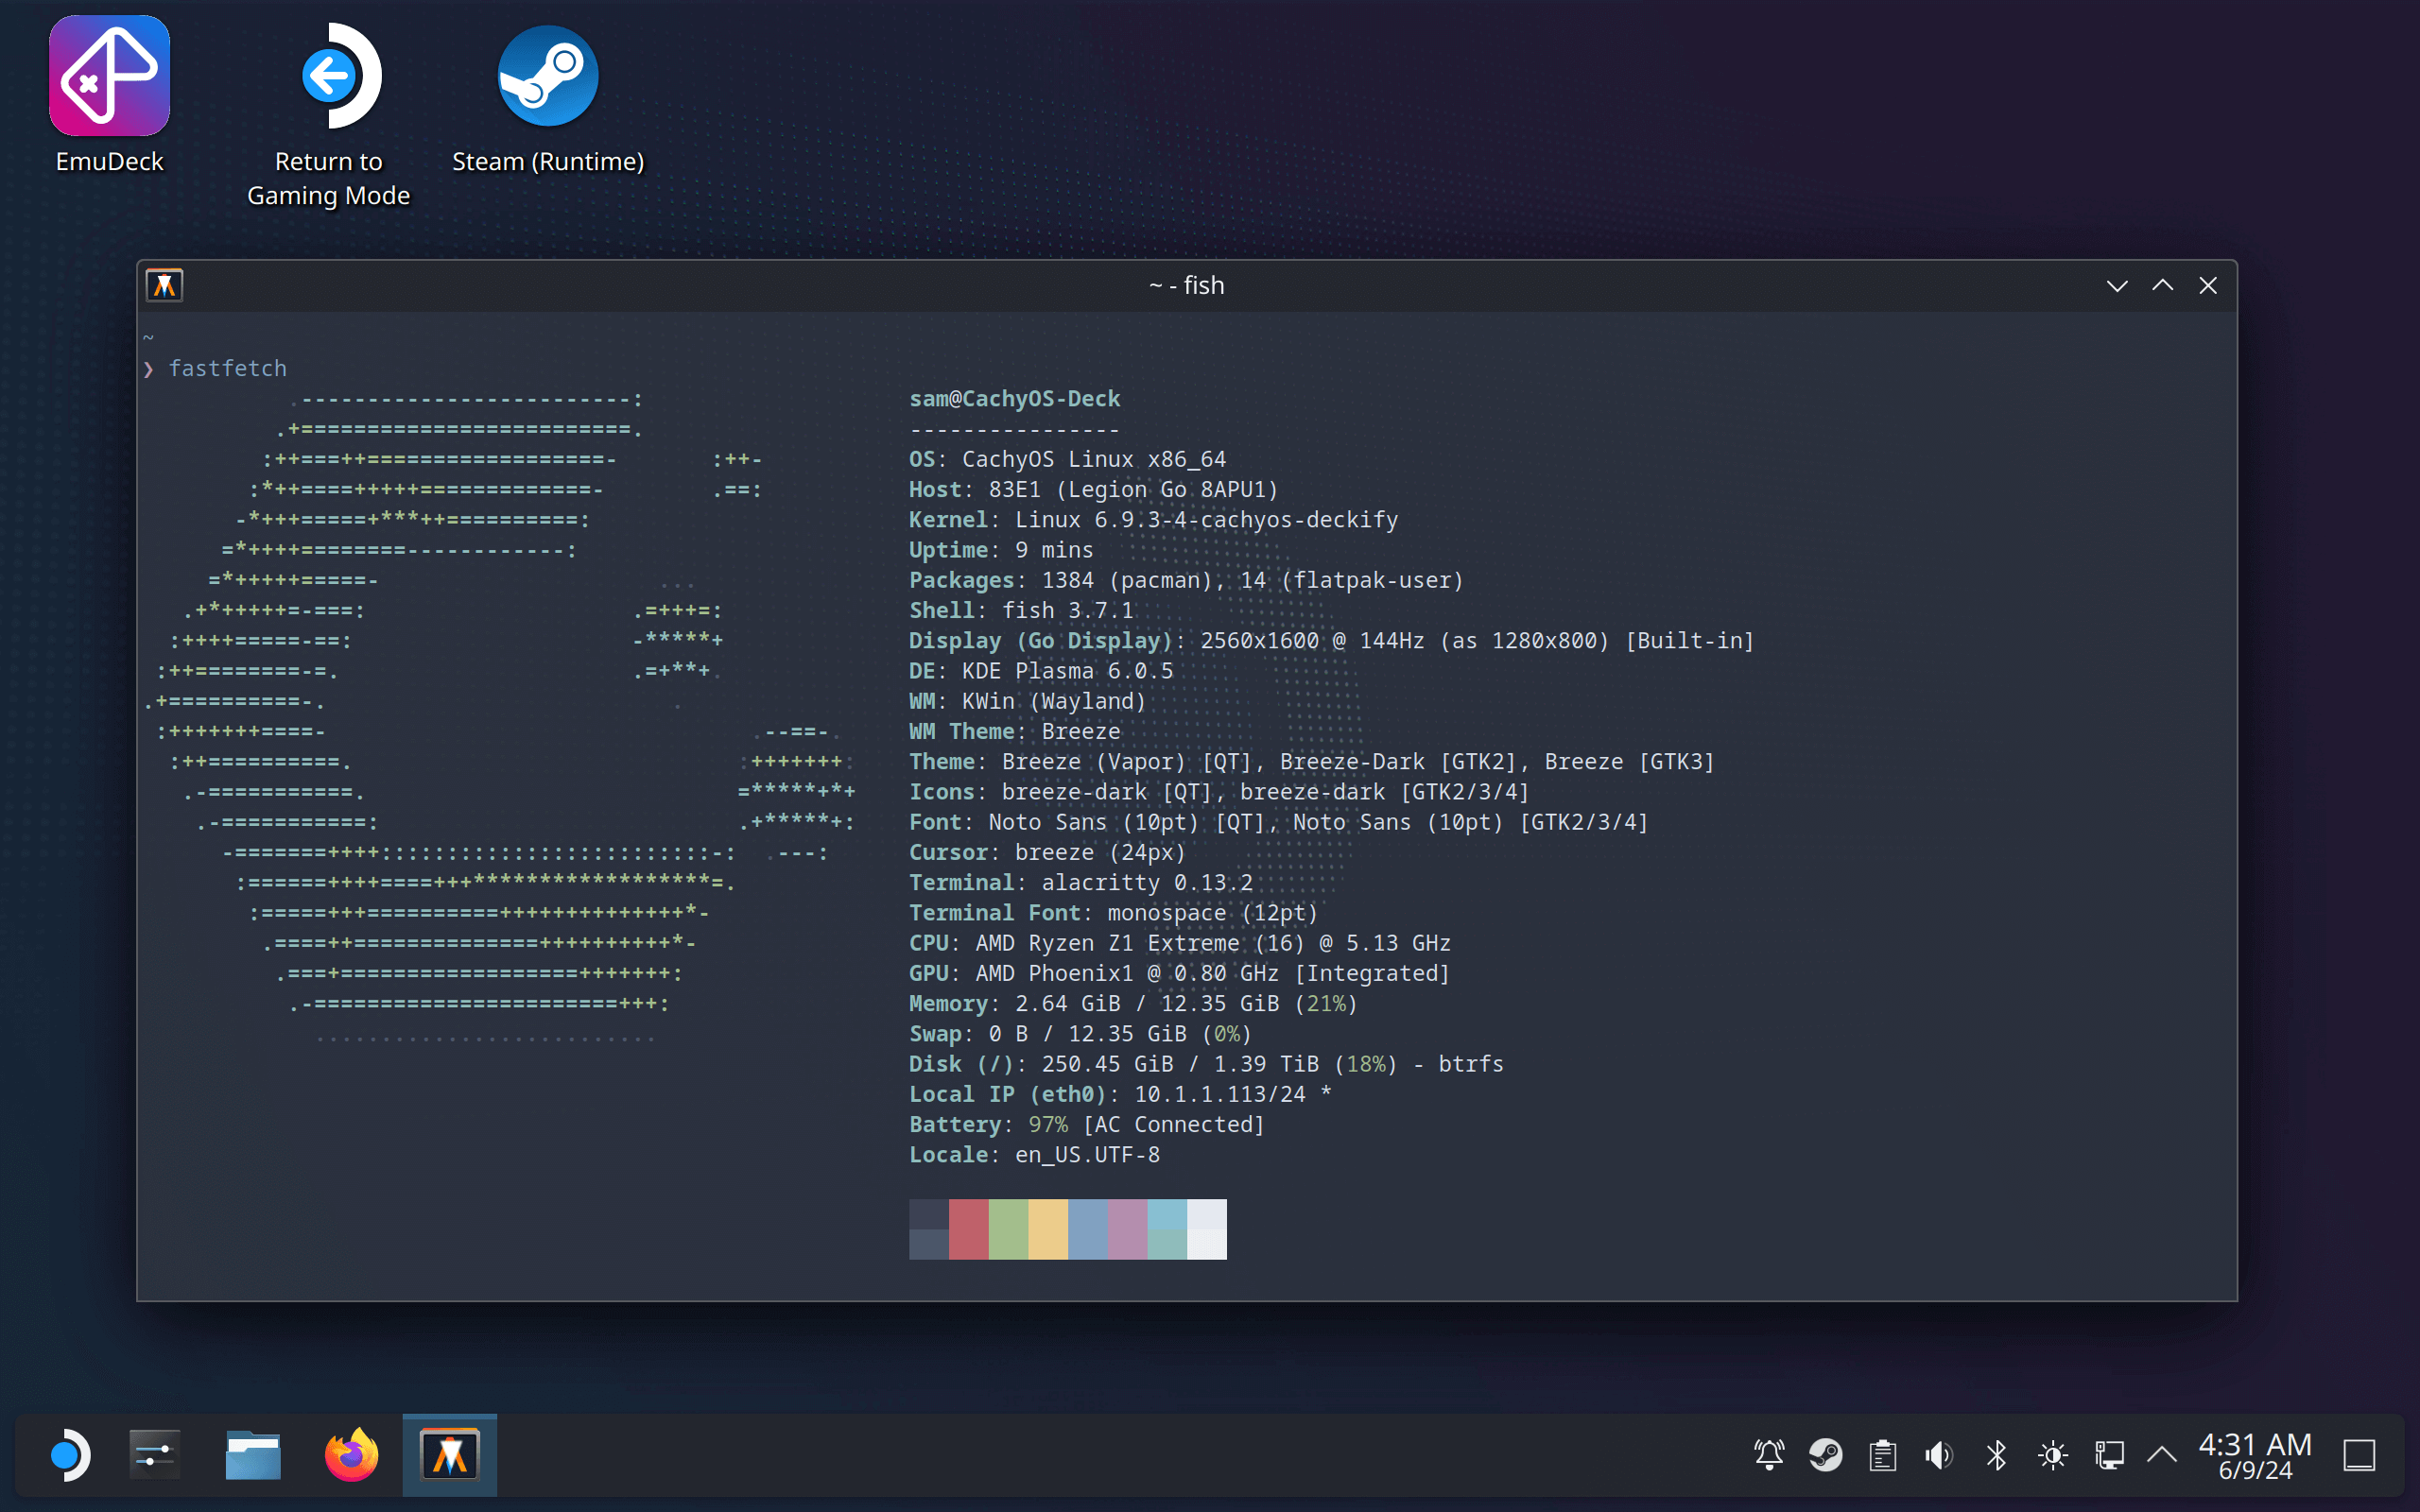 EmuDeck
Return to
Gaming Mode
Steam (Runtime)
~ - fish
~
❯ fastfetch
sam@CachyOS-Deck
----------------
OS: CachyOS Linux x86_64
Host: 83E1 (Legion Go 8APU1)
Kernel: Linux 6.9.3-4-cachyos-deckify
Uptime: 9 mins
Packages: 1384 (pacman), 14 (flatpak-user)
Shell: fish 3.7.1
Display (Go Display): 2560x1600 @ 144Hz (as 1280x800) [Built-in]
DE: KDE Plasma 6.0.5
WM: KWin (Wayland)
WM Theme: Breeze
Theme: Breeze (Vapor) [QT], Breeze-Dark [GTK2], Breeze [GTK3]
Icons: breeze-dark [QT], breeze-dark [GTK2/3/4]
Font: Noto Sans (10pt) [QT], Noto Sans (10pt) [GTK2/3/4]
Cursor: breeze (24px)
Terminal: alacritty 0.13.2
Terminal Font: monospace (12pt)
CPU: AMD Ryzen Z1 Extreme (16) @ 5.13 GHz
GPU: AMD Phoenix1 @ 0.80 GHz [Integrated]
Memory: 2.64 GiB / 12.35 GiB (21%)
Swap: 0 B / 12.35 GiB (0%)
Disk (/): 250.45 GiB / 1.39 TiB (18%) - btrfs
Local IP (eth0): 10.1.1.113/24 *
Battery: 97% [AC Connected]
Locale: en_US.UTF-8
4:31 AM
6/9/24